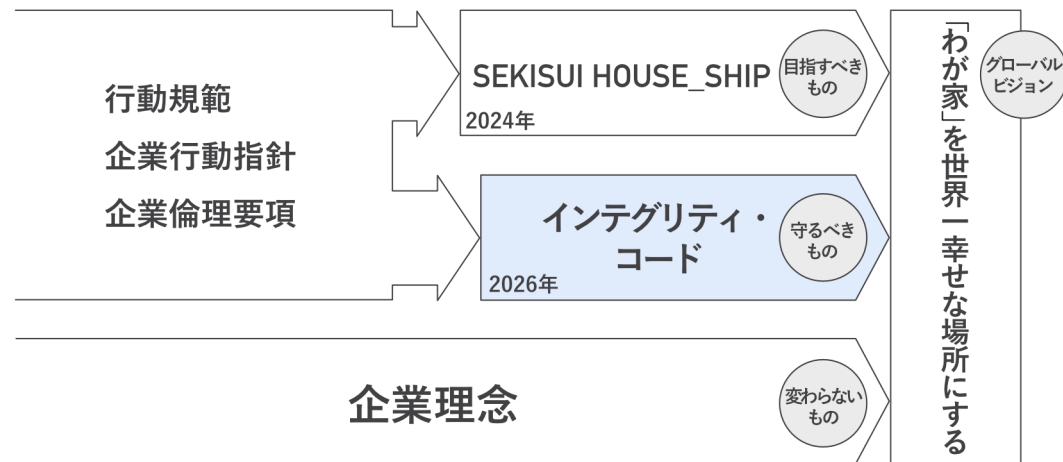 行動規範
企業行動指針
企業倫理要項
SEKISUI HOUSE_SHIP
2024年
目指すべき
もの
インテグリティ・
コード
2026年
守るべき
もの
企業理念
変わらない
もの
「わが家」を世界一幸せな場所にする
グローバル
ビジョン